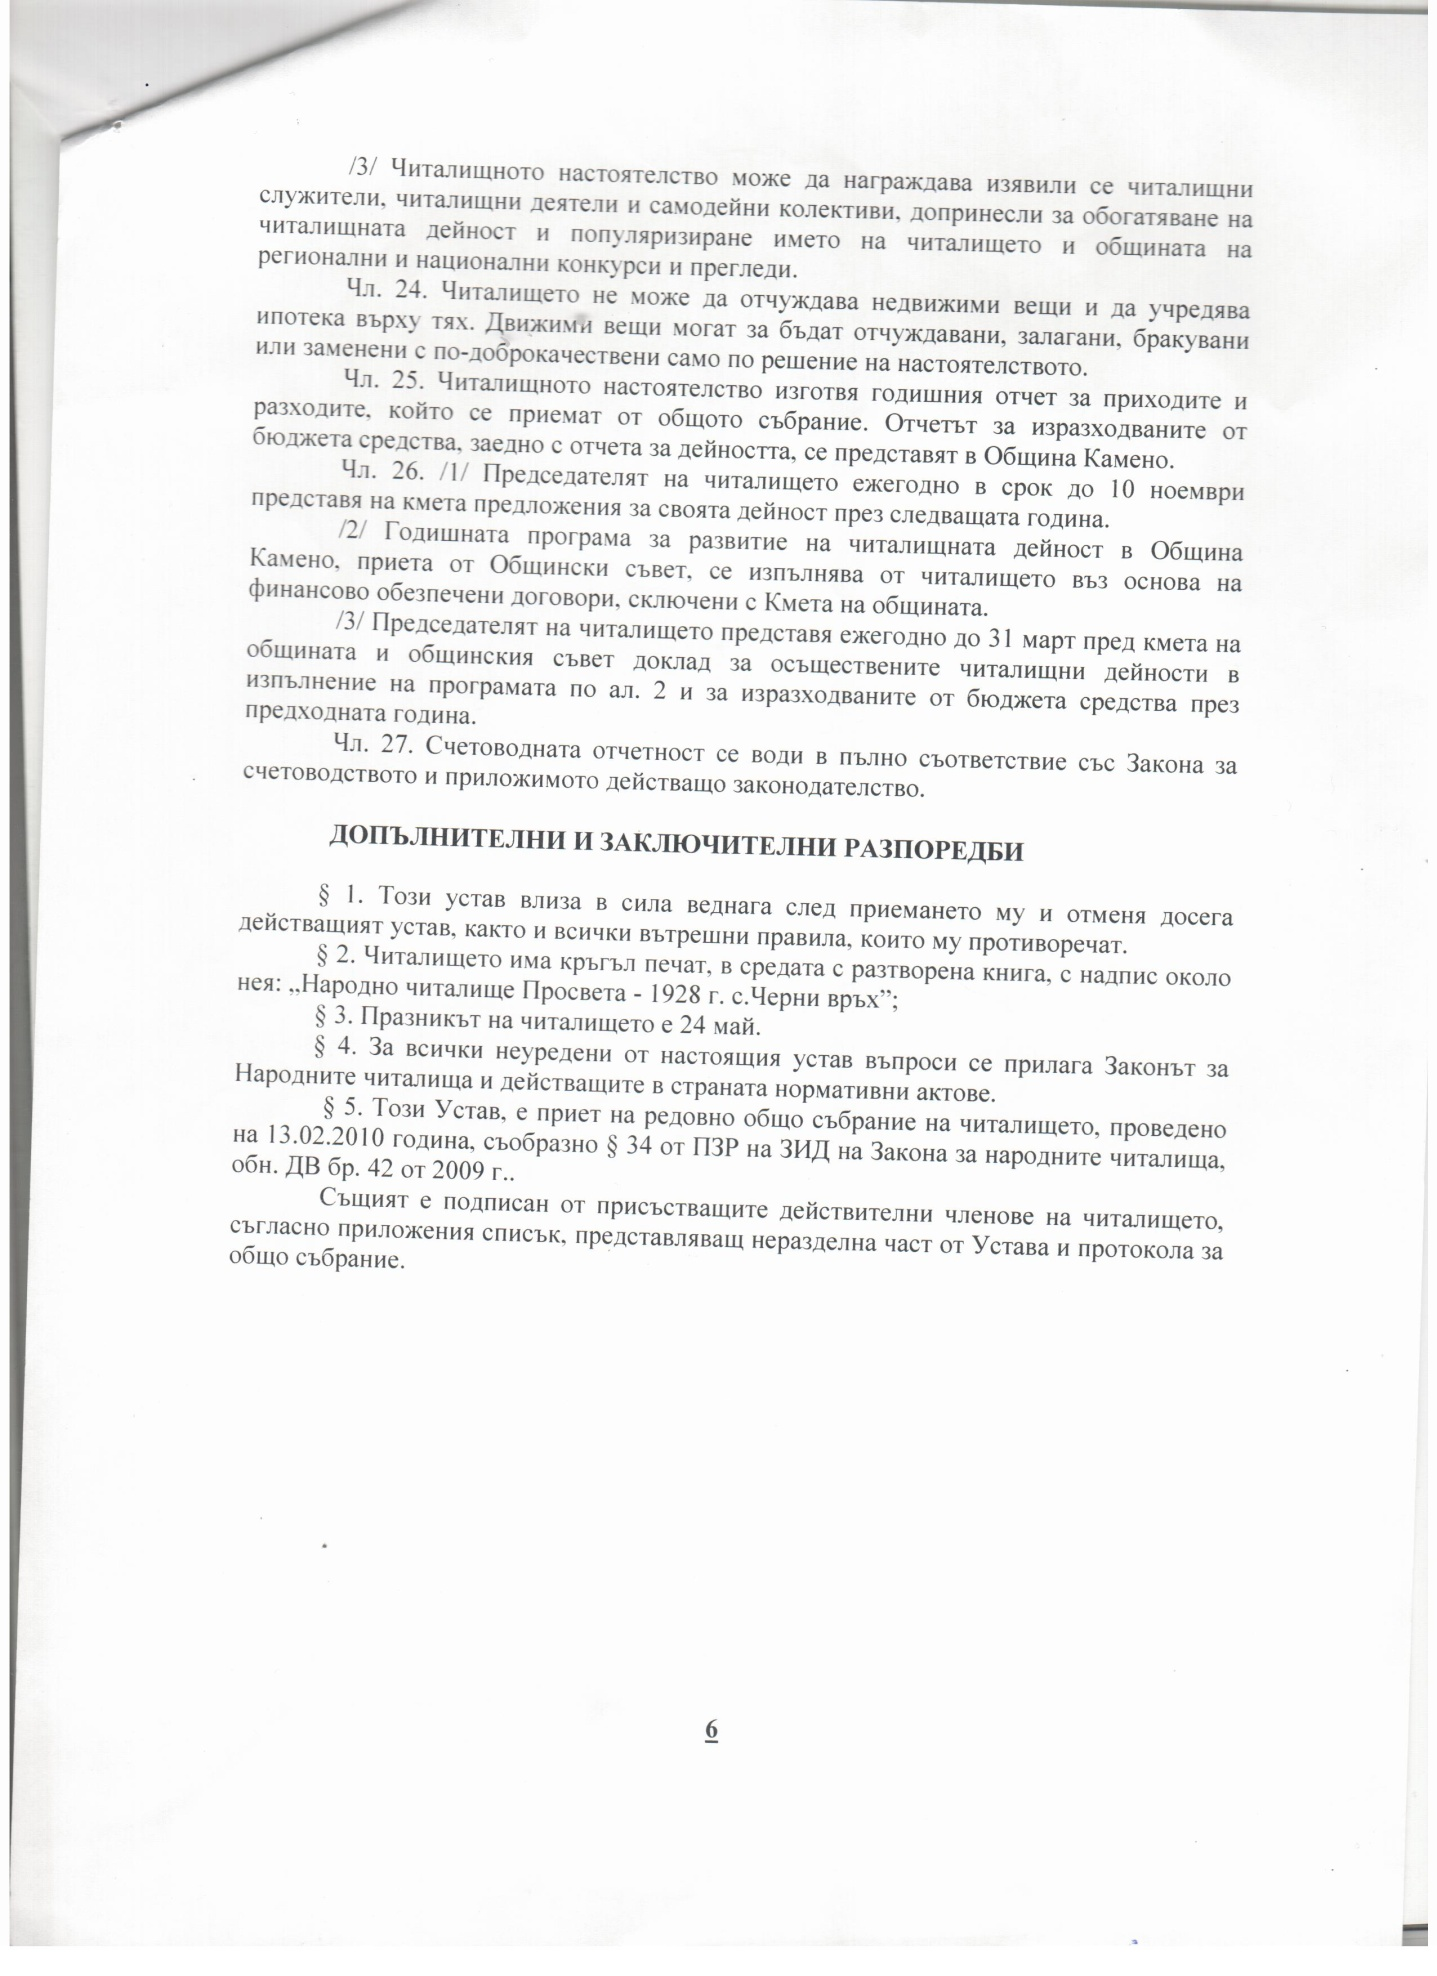 /3/ Читалищното настоятелство може да награждава изявили се читалищни
служители, читалищни деятели и самодейни колективи, допринесли за обогатяване на
читалищната дейност и популяризиране името на читалището и общината на
регионални и национални конкурси и прегледи.
Чл. 24. Читалището не може да отчуждава недвижими вещи и да учредява
ипотека върху тях. Движими вещи могат за бъдат отчуждавани, залагани, бракувани
или заменени с по-доброкачествени само по решение на настоятелството.
Чл. 25. Читалищното настоятелство изготвя годишния отчет за приходите и
разходите, който се приемат от общото събрание. Отчетът за изразходваните от
бюджета средства, заедно с отчета за дейността, се представят в Община Камено.
Чл. 26. /1/ Председателят на читалището ежегодно в срок до 10 ноември
представя на кмета предложения за своята дейност през следващата година.
/2/ Годишната програма за развитие на читалищната дейност в Община
Камено, приета от Общински съвет, се изпълнява от читалището въз основа на
финансово обезпечени договори, сключени с Кмета на общината.
/3/ Председателят на читалището представя ежегодно до 31 март пред кмета на
общината и общинския съвет доклад за осъществените читалищни дейности в
изпълнение на програмата по ал. 2 и за изразходваните от бюджета средства през
предходната година.
Чл. 27. Счетоводната отчетност се води в пълно съответствие със Закона за
счетоводството и приложимото действащо законодателство.
ДОПЪЛНИТЕЛНИ И ЗАКЛЮЧИТЕЛНИ РАЗПОРЕДБИ
§ 1. Този устав влиза в сила веднага след приемането му и отменя досега
действащият устав, както и всички вътрешни правила, които му противоречат.
§ 2. Читалището има кръгъл печат, в средата с разтворена книга, с надпис около
нея: „Народно читалище Просвета - 1928 г. с.Черни връх”;
§ 3. Празникът на читалището е 24 май.
§ 4. За всички неуредени от настоящия устав въпроси се прилага Законът за
Народните читалища и действащите в страната нормативни актове.
§ 5. Този Устав, е приет на редовно общо събрание на читалището, проведено
на 13.02.2010 година, съобразно § 34 от ПЗР на ЗИД на Закона за народните читалища,
обн. ДВ бр. 42 от 2009 г..
Същият е подписан от присъстващите действителни членове на читалището,
съгласно приложения списък, представляващ неразделна част от Устава и протокола за
общо събрание.
6